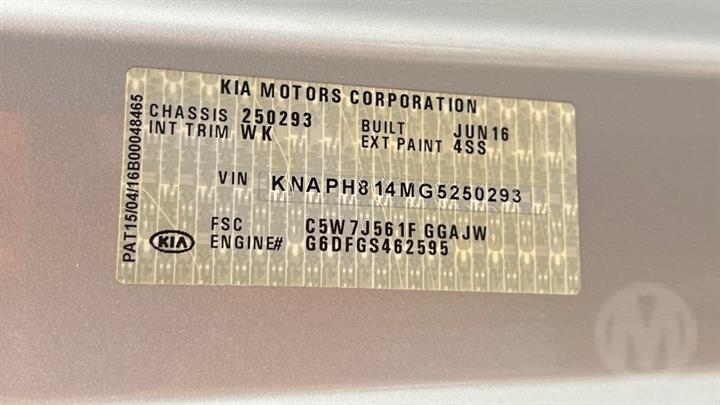 KIA MOTORS CORPORATION
CHASSIS 250293 BUILT JUN16
INT TRIM WK EXT PAINT 4SS
VIN KNAPH814MG5250293
FSC C5W7J561F GGAJW
KIA ENGINE# G6DFGS462595
PAT15/04/16B00048465
M